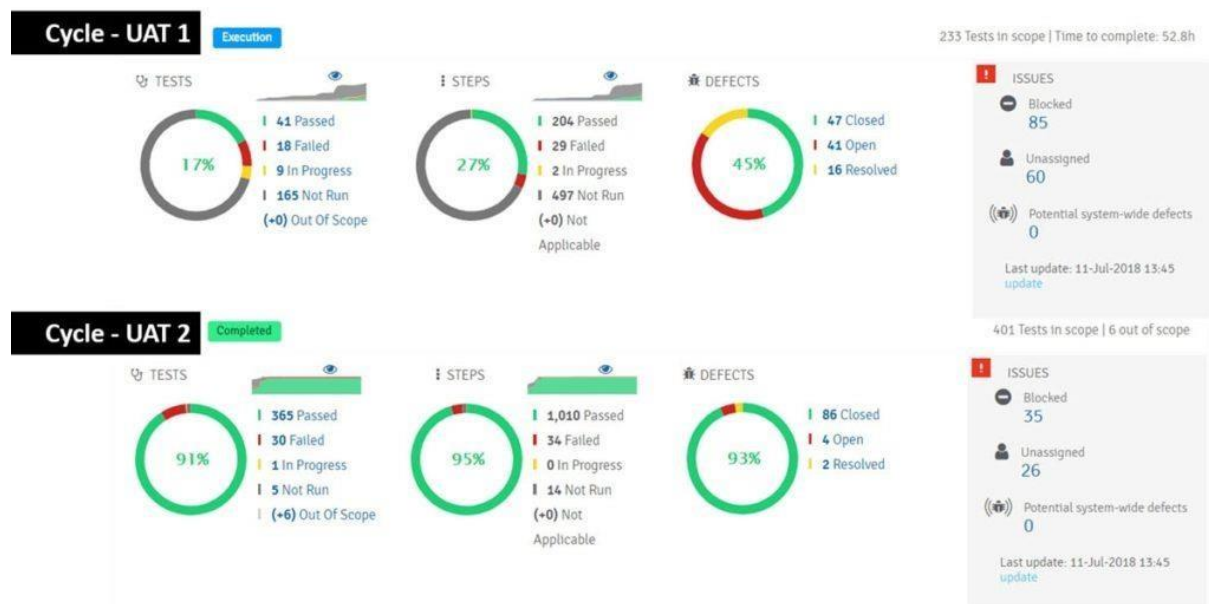 Cycle - UAT 1
Execution
233 Tests in scope | Time to complete: 52.8h
TESTS
17%
41 Passed
18 Failed
9 In Progress
165 Not Run
(+0) Out Of Scope
STEPS
27%
204 Passed
29 Failed
2 In Progress
497 Not Run
(+0) Not
Applicable
DEFECTS
45%
47 Closed
41 Open
16 Resolved
ISSUES
Blocked
85
Unassigned
60
Potential system-wide defects
0
Last update: 11-Jul-2018 13:45
update
Cycle - UAT 2
Completed
401 Tests in scope | 6 out of scope
TESTS
91%
365 Passed
30 Failed
1 In Progress
5 Not Run
(+6) Out Of Scope
STEPS
95%
1,010 Passed
34 Failed
0 In Progress
14 Not Run
(+0) Not
Applicable
DEFECTS
93%
86 Closed
4 Open
2 Resolved
ISSUES
Blocked
35
Unassigned
26
Potential system-wide defects
0
Last update: 11-Jul-2018 13:45
update